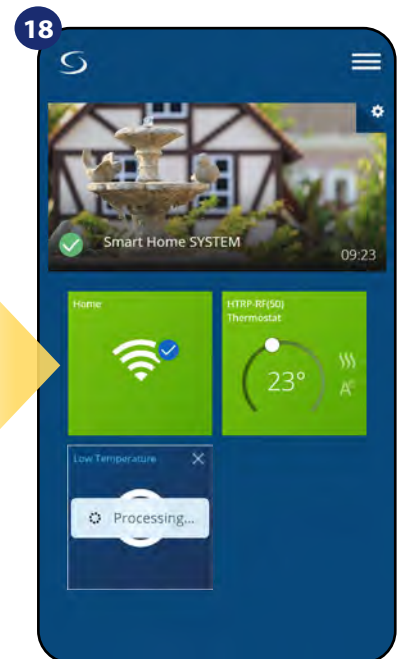 18
Smart Home SYSTEM
09:23
Home
HTRP-RF(50)
Thermostat
23°
A°
Low Temperature
Processing...